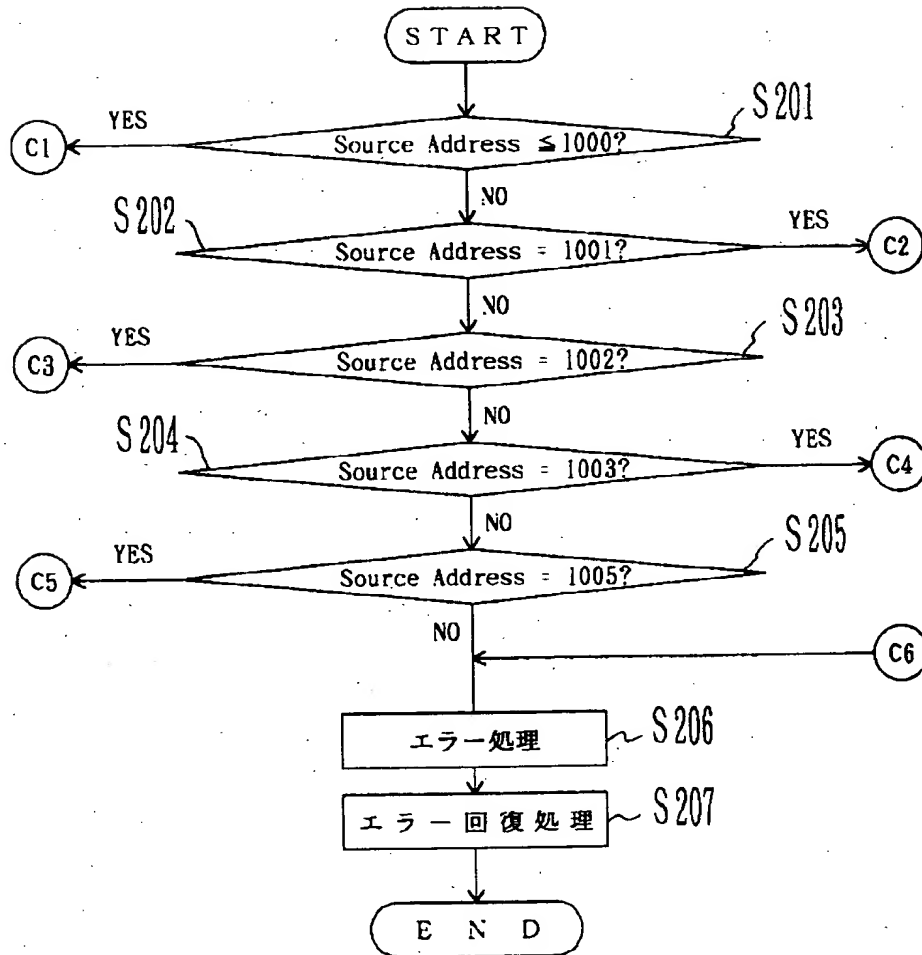 START
S201
YES
C1
Source Address ≦1000?
NO
S202
YES
Source Address = 1001?
C2
NO
S203
YES
C3
Source Address = 1002?
NO
S204
YES
Source Address = 1003?
C4
NO
S205
YES
C5
Source Address = 1005?
NO
C6
エラー処理
S206
エラー回復処理
S207
END